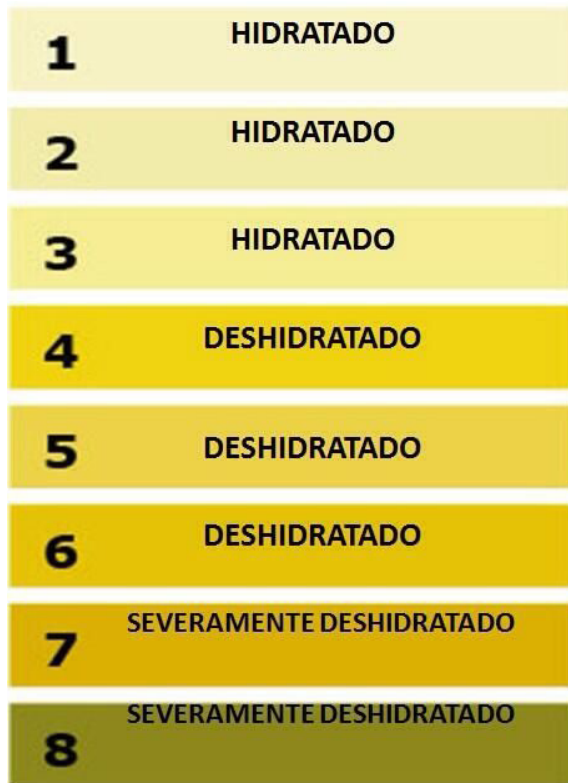 1 HIDRATADO
2 HIDRATADO
3 HIDRATADO
4 DESHIDRATADO
5 DESHIDRATADO
6 DESHIDRATADO
7 SEVERAMENTE DESHIDRATADO
8 SEVERAMENTE DESHIDRATADO